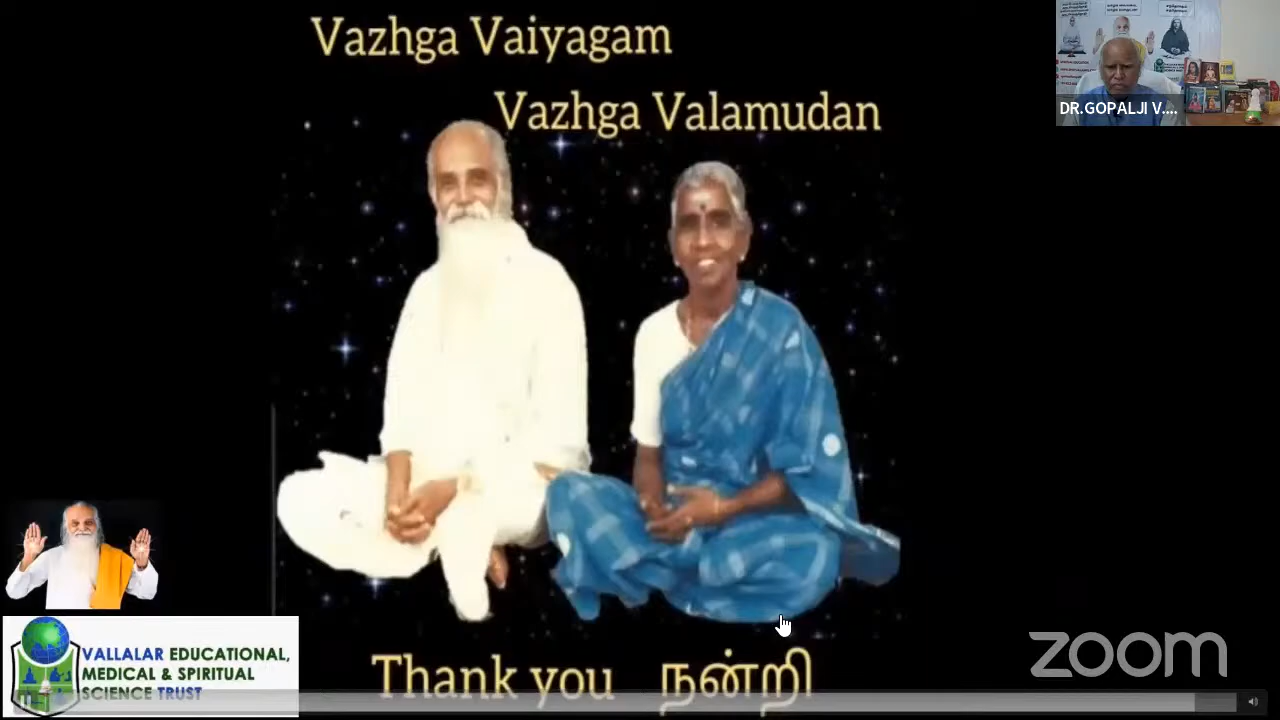 Vazhga Vaiyagam
Vazhga Valamudan
DR.GOPALJI V....
VALLALAR EDUCATIONAL,
MEDICAL & SPIRITUAL
SCIENCE TRUST
Thank you நன்றி
zoom